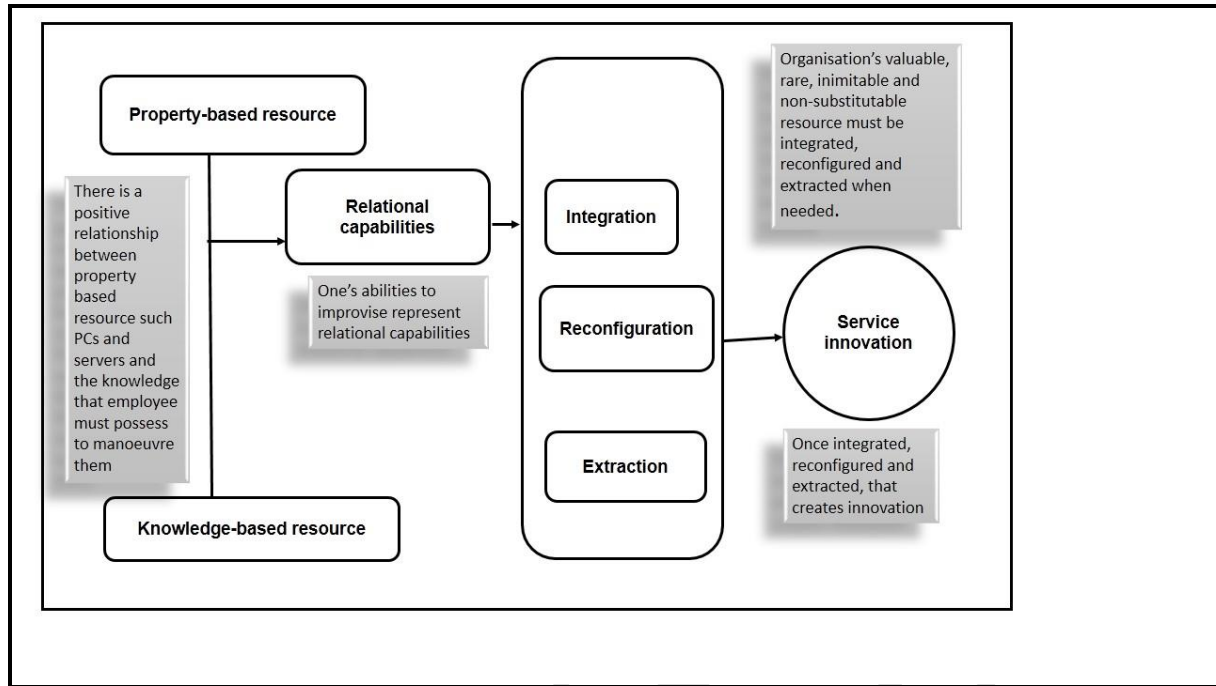 Property-based resource
There is a
positive
relationship
between
property
based
resource such
PCs and
servers and
the knowledge
that employee
must possess
to manoeuvre
them
Knowledge-based resource
Relational
capabilities
One's abilities to
improvise represent
relational capabilities
Integration
Reconfiguration
Extraction
Organisation's valuable,
rare, inimitable and
non-substitutable
resource must be
integrated,
reconfigured and
extracted when
needed.
Service
innovation
Once integrated,
reconfigured and
extracted, that
creates innovation